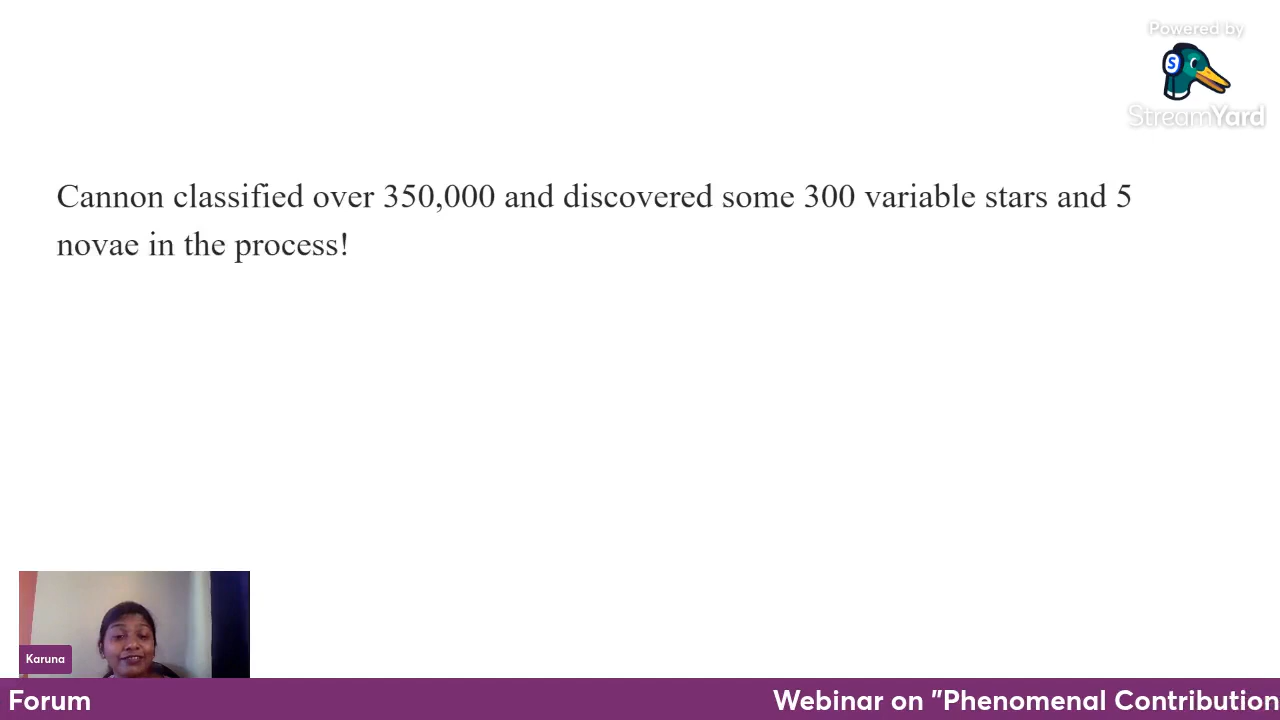 Powered by
StreamYard
Cannon classified over 350,000 and discovered some 300 variable stars and 5
novae in the process!
Karuna
Forum
Webinar on "Phenomenal Contribution